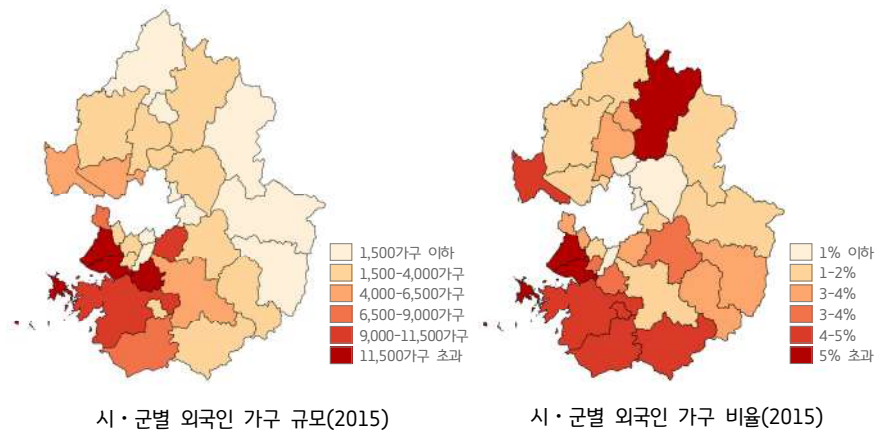 1,500가구 이하
1,500-4,000가구
4,000-6,500가구
6,500-9,000가구
9,000-11,500가구
11,500가구 초과
시・군별 외국인 가구 규모(2015)
1% 이하
1-2%
3-4%
3-4%
4-5%
5% 초과
시・군별 외국인 가구 비율(2015)